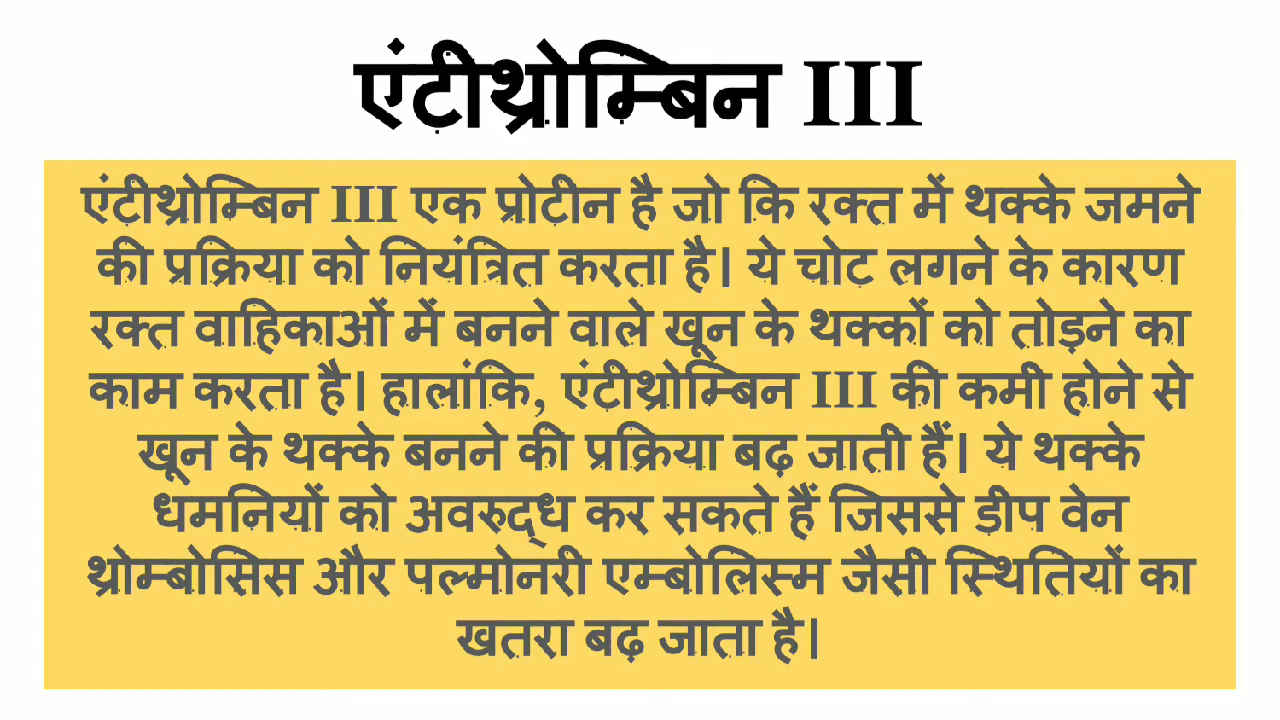 एंटीथ्रोम्बिन III
एंटीथ्रोम्बिन III एक प्रोटीन है जो कि रक्त में थक्के जमने
की प्रक्रिया को नियंत्रित करता है। ये चोट लगने के कारण
रक्त वाहिकाओं में बनने वाले खून के थक्कों को तोड़ने का
काम करता है। हालांकि, एंटीथ्रोम्बिन III की कमी होने से
खून के थक्के बनने की प्रक्रिया बढ़ जाती हैं। ये थक्के
धमनियों को अवरुद्ध कर सकते हैं जिससे डीप वेन
थ्रोम्बोसिस और पल्मोनरी एम्बोलिस्म जैसी स्थितियों का
खतरा बढ़ जाता है।